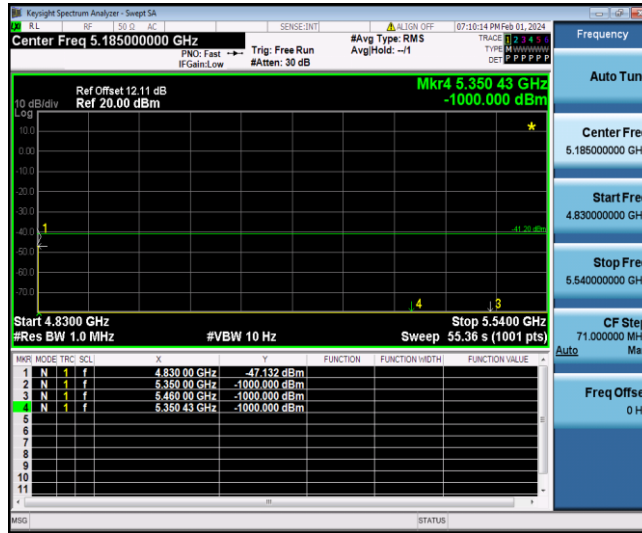 Keysight Spectrum Analyzer - Swept SA
RL RF 50 Ω AC SENSE:INT ALIGN OFF 07:10:14 PM Feb 01, 2024
Center Freq 5.185000000 GHz
PNO: Fast
IFGain:Low
Trig: Free Run
#Atten: 30 dB
#Avg Type: RMS
Avg|Hold: --/1
TRACE 1 2 3 4 5 6
TYPE M WWWWW
DET P P P P P P
Mkr4 5.350 43 GHz
-1000.000 dBm
Ref Offset 12.11 dB
10 dB/div Ref 20.00 dBm
Log
10.0
0.00
-10.0
-20.0
-30.0
-40.0
-50.0
-60.0
-70.0
1
-41.20 dBm
4
3
Start 4.8300 GHz Stop 5.5400 GHz
#Res BW 1.0 MHz #VBW 10 Hz Sweep 55.36 s (1001 pts)
MKR MODE TRC SCL X Y FUNCTION FUNCTION WIDTH FUNCTION VALUE
1 N 1 f 4.830 00 GHz -47.132 dBm
2 N 1 f 5.350 00 GHz -1000.000 dBm
3 N 1 f 5.460 00 GHz -1000.000 dBm
4 N 1 f 5.350 43 GHz -1000.000 dBm
5
6
7
8
9
10
11
MSG STATUS
Frequency
Auto Tun
Center Fre
5.185000000 GH
Start Fre
4.830000000 GH
Stop Fre
5.540000000 GH
CF Step
71.000000 MH
Auto Ma
Freq Offse
0 H